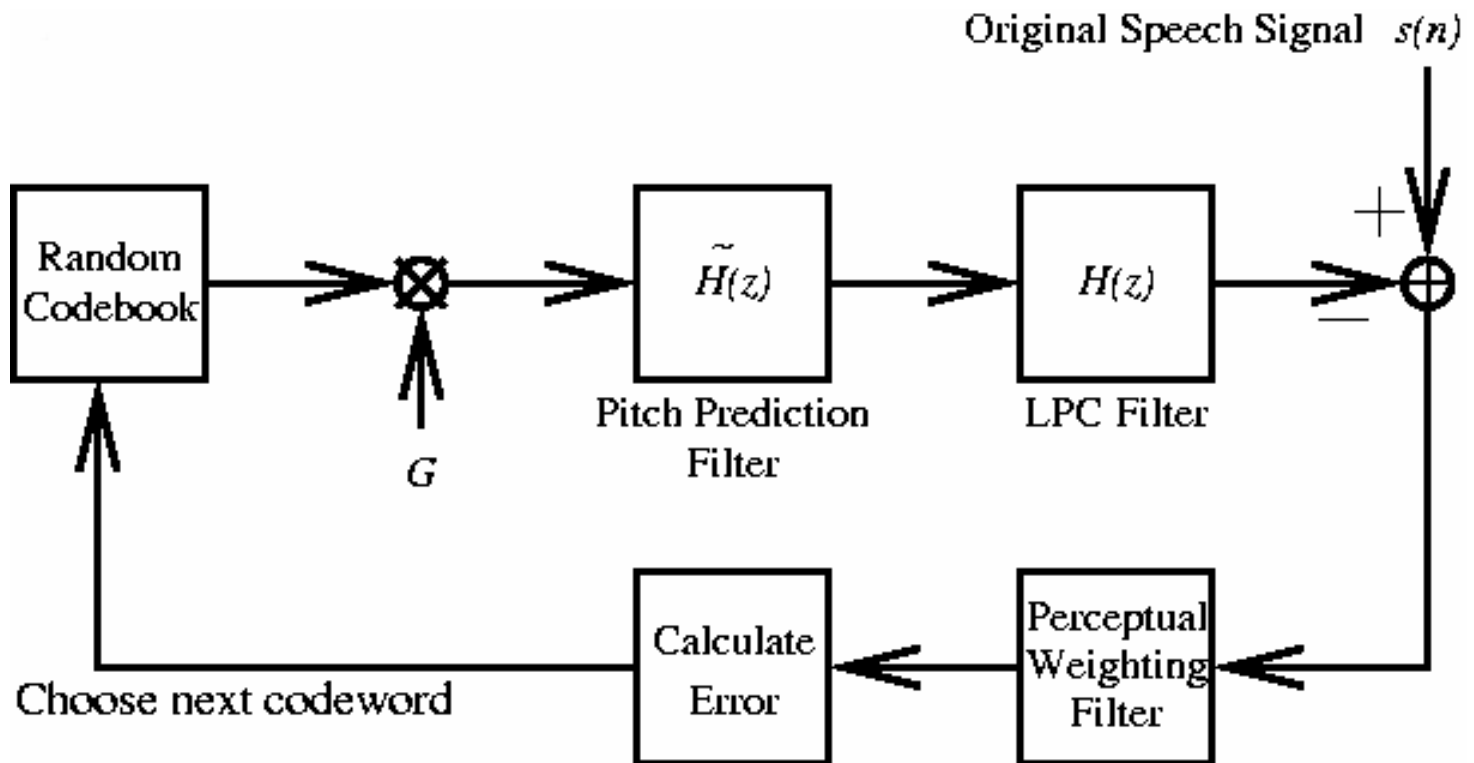 Original Speech Signal s(n)
+
Random
Codebook
~
H(z)
H(z)
—
Pitch Prediction
Filter
LPC Filter
G
Calculate
Error
Perceptual
Weighting
Filter
Choose next codeword